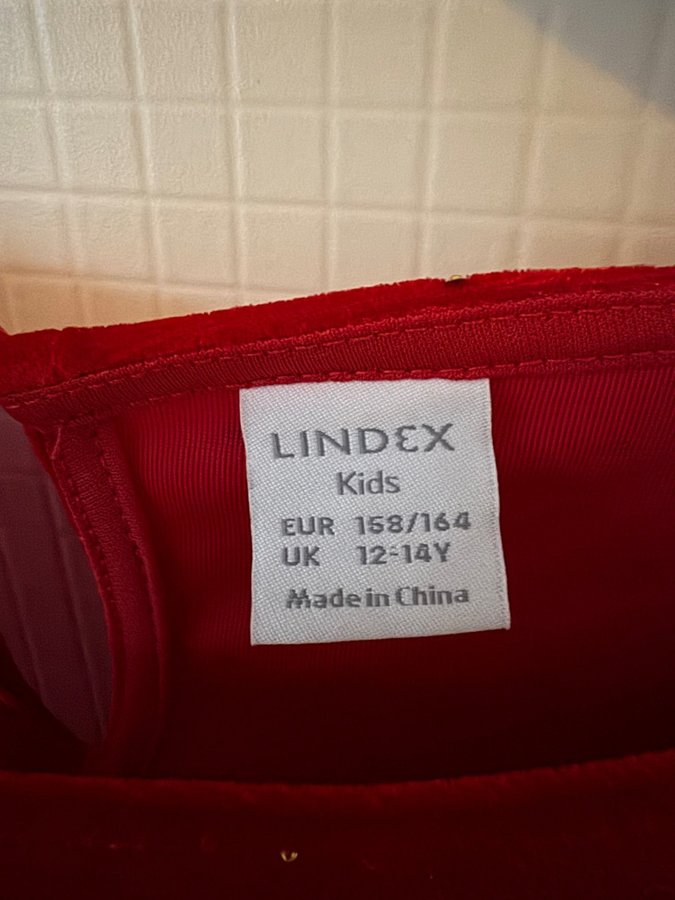 LINDEX
Kids
EUR 158/164
UK 12-14Y
Made in China